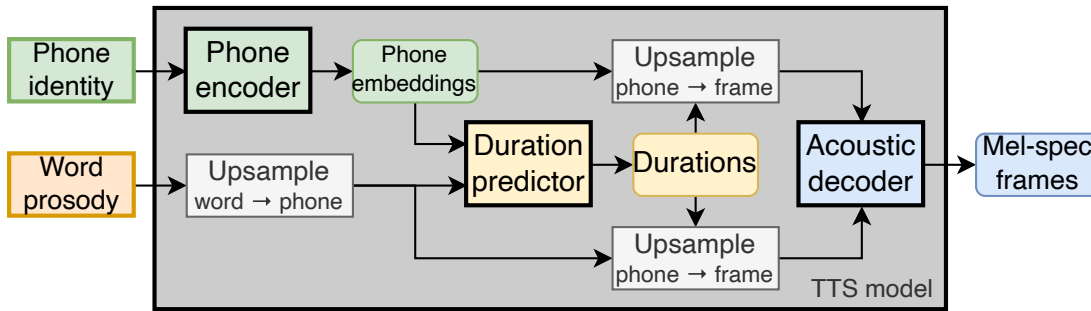 Phone
identity
Phone
encoder
Phone
embeddings
Upsample
phone → frame
Word
prosody
Upsample
word → phone
Duration
predictor
Durations
Acoustic
decoder
Mel-spec
frames
Upsample
phone → frame
TTS model